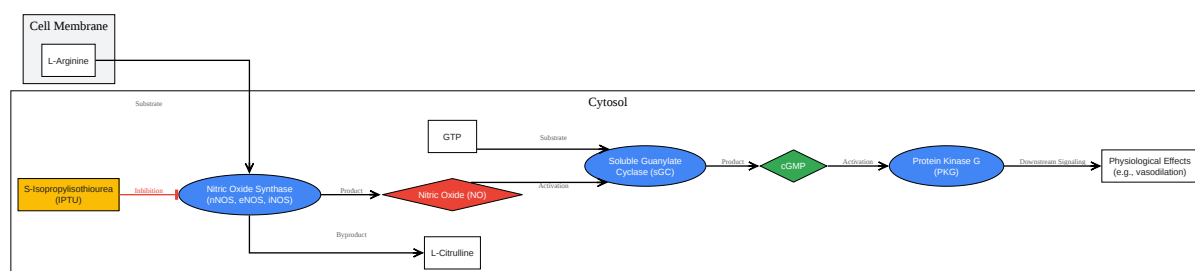 Cell Membrane
L-Arginine
Substrate
Cytosol
GTP
Substrate
Soluble Guanylate
Cyclase (sGC)
Product
cGMP
Activation
Protein Kinase G
(PKG)
Downstream Signaling
Physiological Effects
(e.g., vasodilation)
S-Isopropylisothiourea
(IPTU)
Inhibition
Nitric Oxide Synthase
(nNOS, eNOS, iNOS)
Product
Nitric Oxide (NO)
Activation
Byproduct
L-Citrulline